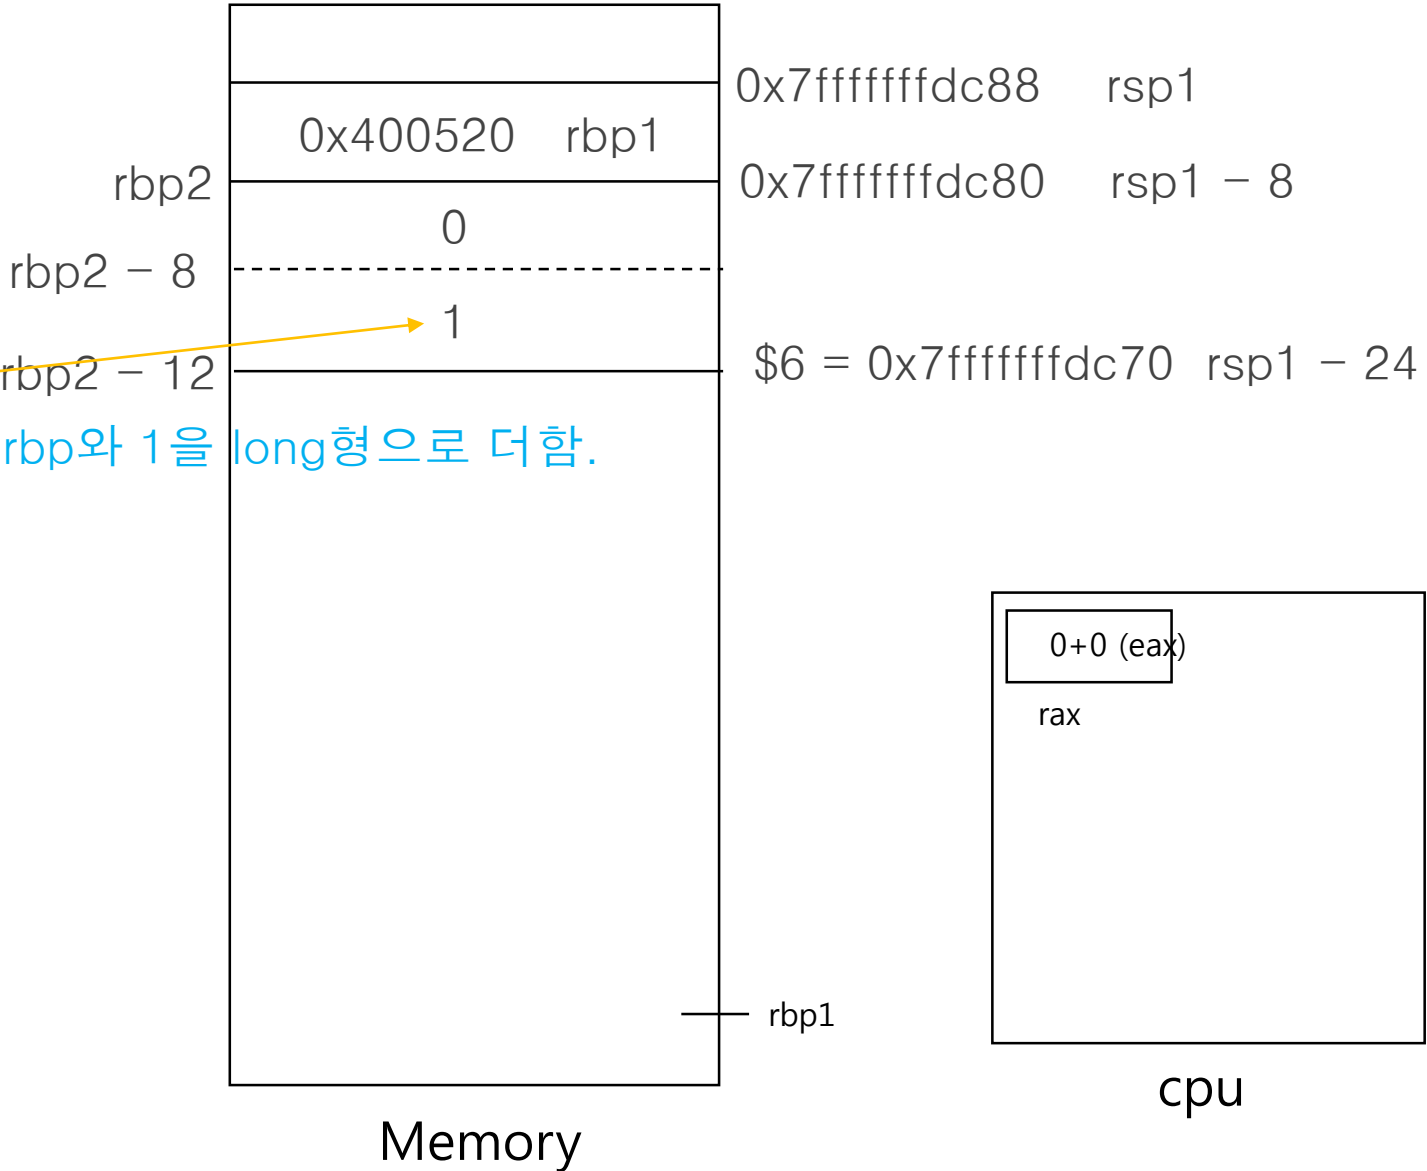 0x7fffffffdc88 rsp1
0x400520 rbp1
rbp2
0x7fffffffdc80 rsp1 - 8
0
rbp2 - 8
1
rbp2 - 12
$6 = 0x7fffffffdc70 rsp1 - 24
rbp와 1을 long형으로 더함.
0+0 (eax)
rax
rbp1
cpu
Memory